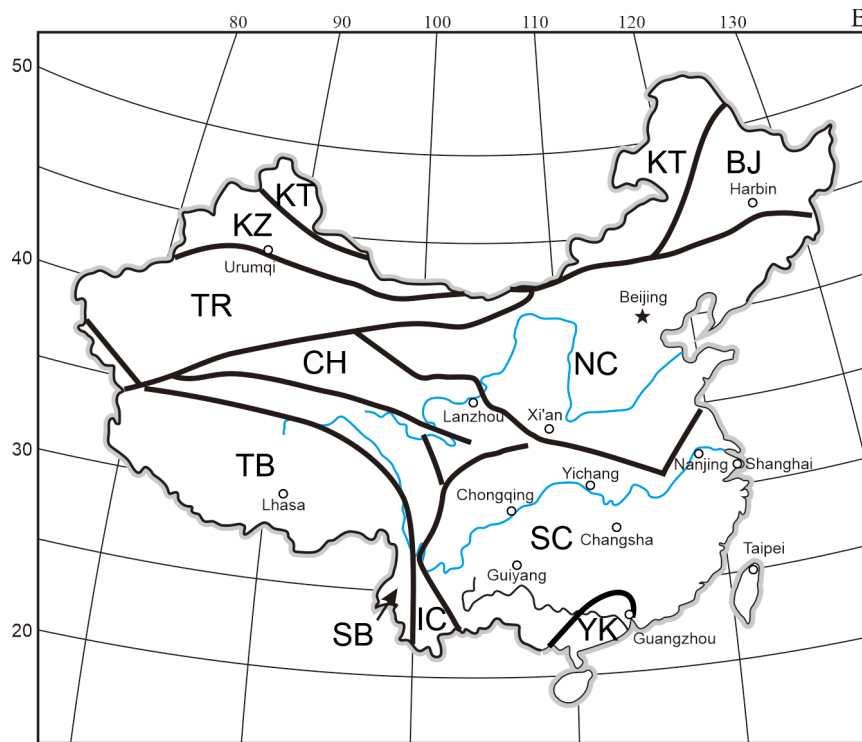 80 90 100 110 120 130 E
50
KT BJ
Harbin
KT
KZ
Urumqi
40
TR
Beijing
CH NC
Lanzhou Xi'an
30
TB
Nanjing Shanghai
Yichang
Chongqing
Lhasa
SC Changsha
Taipei
Guiyang
IC
SB YK
20
Guangzhou